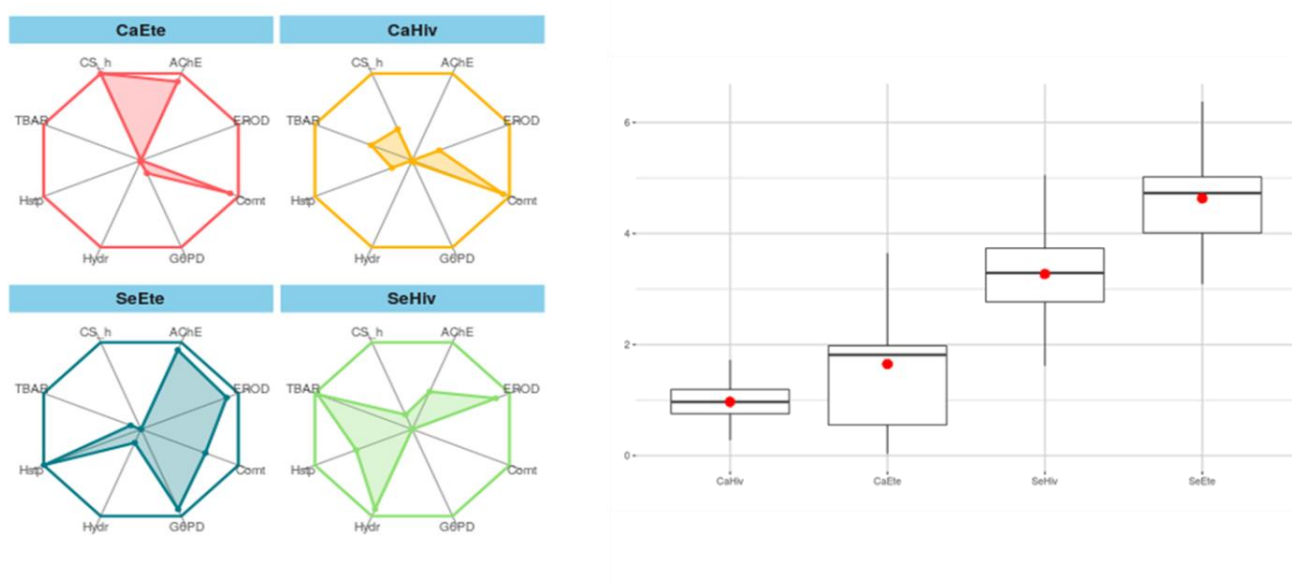 CaEte
CaHiv
CS_h AChE
CS_h AChE
TBAR EROD
TBAR EROD
Hstp Comt
Hstp Comt
Hydr G6PD
Hydr G6PD
SeEte
SeHiv
CS_h AChE
CS_h AChE
TBAR EROD
TBAR EROD
Hstp Comt
Hstp Comt
Hydr G6PD
Hydr G6PD
6
4
2
0
CaHiv CaEte SeHiv SeEte